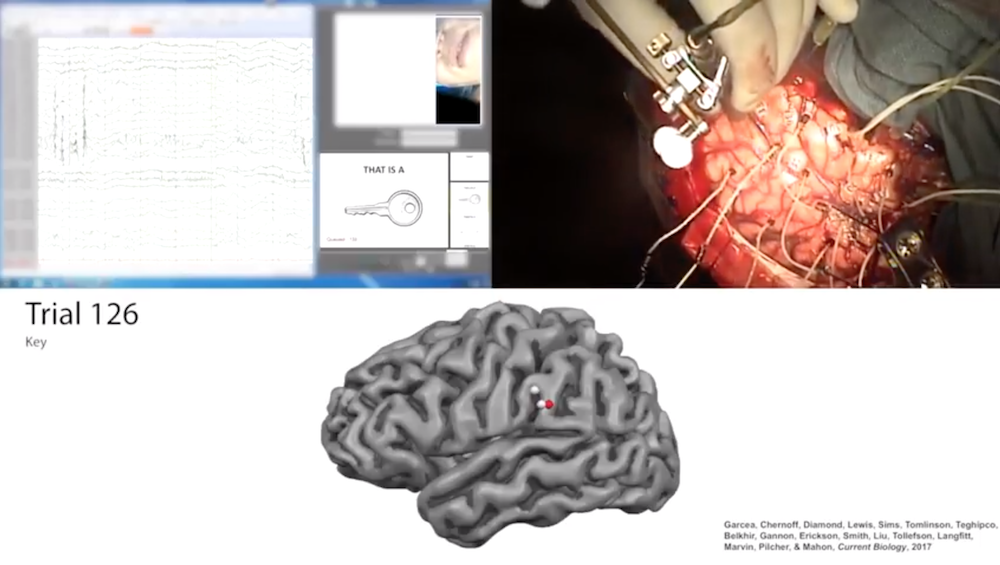 THAT IS A
Trial 126
Key
Garcea, Chernoff, Diamond, Lewis, Sims, Tomlinson, Teghipco,
Belkhir, Gannon, Erickson, Smith, Liu, Tollefson, Langfitt,
Marvin, Pilcher, & Mahon, Current Biology, 2017